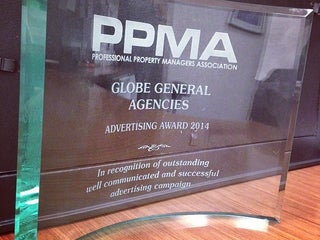 PPMA
PROFESSIONAL PROPERTY MANAGERS ASSOCIATION
GLOBE GENERAL
AGENCIES
ADVERTISING AWARD 2014
In recognition of outstanding
well communicated and successful
advertising campaign